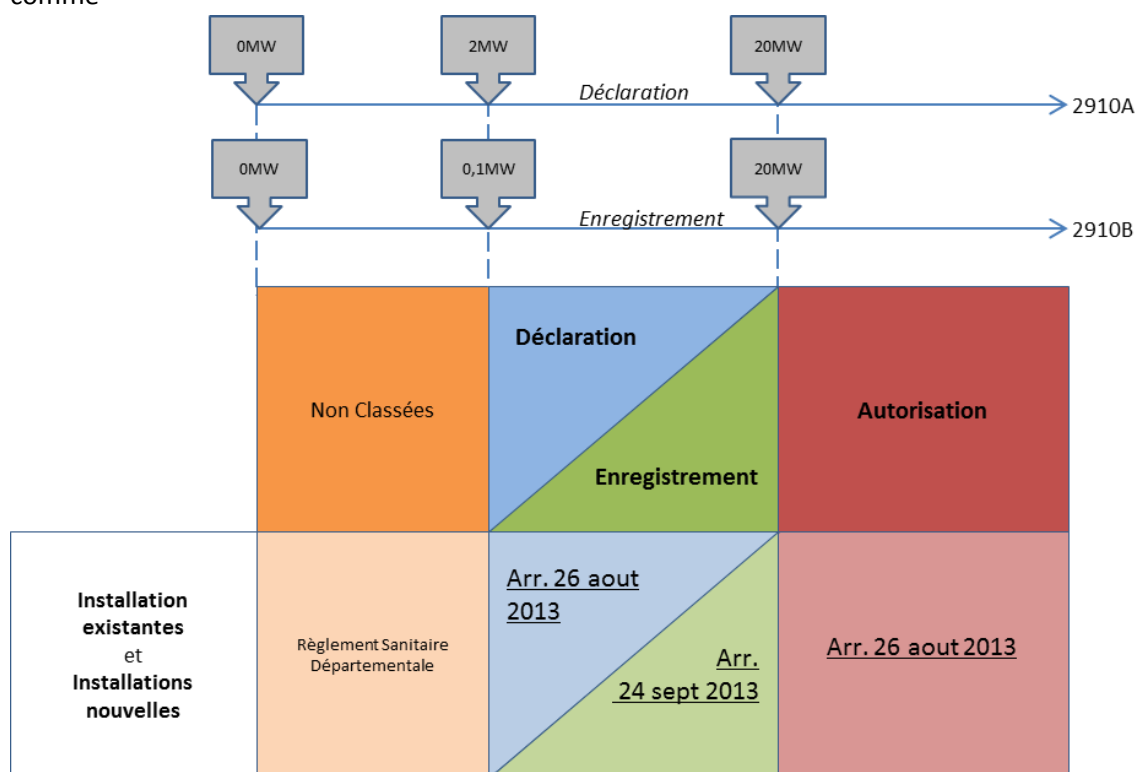 comme
0MW
2MW
20MW
Déclaration
2910A
0MW
0,1MW
20MW
Enregistrement
2910B
Non Classées
Déclaration
Enregistrement
Autorisation
Installation
existantes
et
Installations
nouvelles
Règlement Sanitaire
Départementale
Arr. 26 aout
2013
Arr.
24 sept 2013
Arr. 26 aout 2013